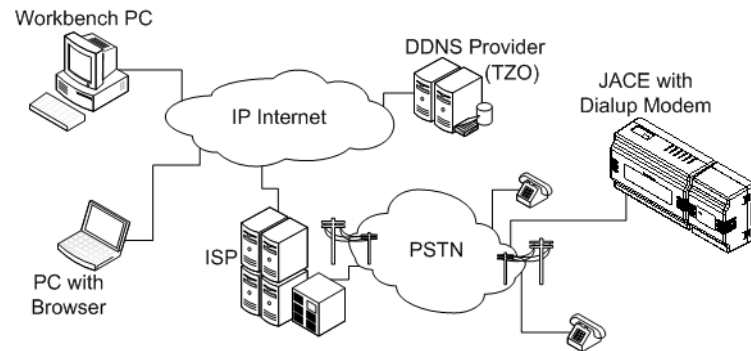 Workbench PC
DDNS Provider
(TZO)
JACE with
Dialup Modem
IP Internet
ISP
PSTN
PC with
Browser